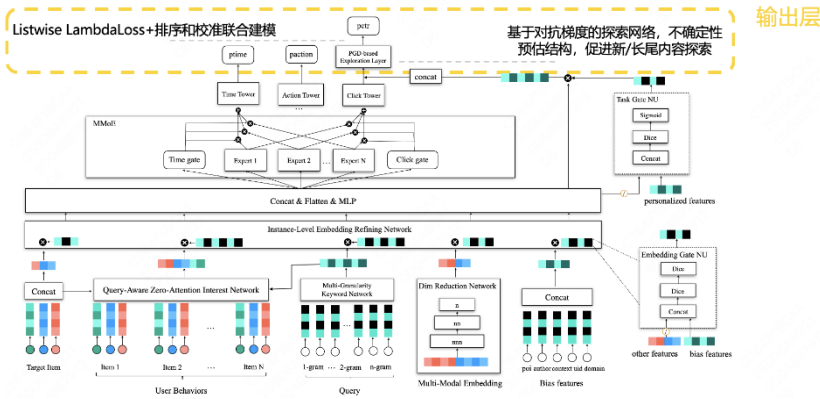 输出层
Listwise LambdaLoss+排序和校准联合建模
基于对抗梯度的探索网络，不确定性
预估结构，促进新/长尾内容探索
pctr
ptime
paction
PGD-based
Exploration Layer
concat
Time Tower
Action Tower
Click Tower
...
Task Gate NU
Sigmoid
Dice
Concat
personalized features
MMoE
Time gate
Expert 1
Expert 2
...
Expert N
Click gate
Concat & Flatten & MLP
Instance-Level Embedding Refining Network
Embedding Gate NU
Dice
Dice
Concat
other features
bias features
Concat
Query-Aware Zero-Attention Interest Network
Multi-Granularity
Keyword Network
Dim Reduction Network
n
nn
nnn
Concat
...
...
Target Item
Item 1
Item 2
...
Item N
1-gram
...
2-gram
...
n-gram
poi author context uid domain
User Behaviors
Query
Multi-Modal Embedding
Bias features